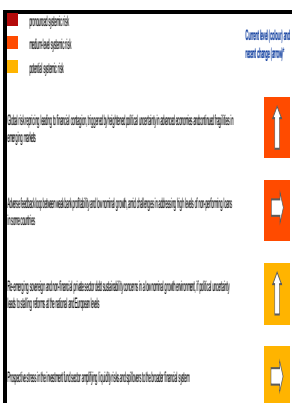 pronounced systemic risk
medium-level systemic risk
potential systemic risk
Current level (colour) and
recent change (arrow)*
Global risk repricing leading to financial contagion, triggered by heightened political uncertainty in advanced economies and continued fragilities in
emerging markets
Adverse feedback loop between weak bank profitability and low nominal growth, amid challenges in addressing high levels of non-performing loans
in some countries
Re-emerging sovereign and non-financial private sector debt sustainability concerns in a low nominal growth environment, if political uncertainty
leads to stalling reforms at the national and European levels
Prospective stress in the investment fund sector amplifying liquidity risks and spillovers to the broader financial system